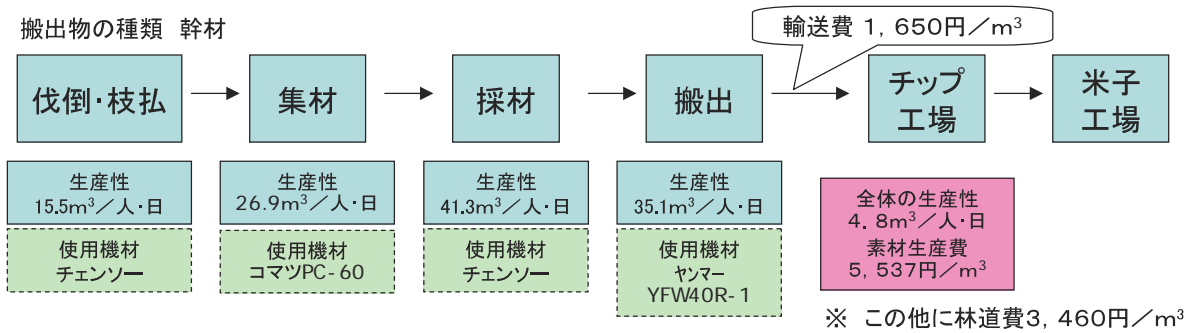 搬出物の種類 幹材
輸送費 1，650円／m³
伐倒・枝払
集材
採材
搬出
チップ
工場
米子
工場
生産性
15.5m³／人・日
生産性
26.9m³／人・日
生産性
41.3m³／人・日
生産性
35.1m³／人・日
使用機材
チェンソー
使用機材
コマツPC-60
使用機材
チェンソー
使用機材
ヤンマー
YFW40R-1
全体の生産性
4．8m³／人・日
素材生産費
5，537円／m³
※ この他に林道費3，460円／m³